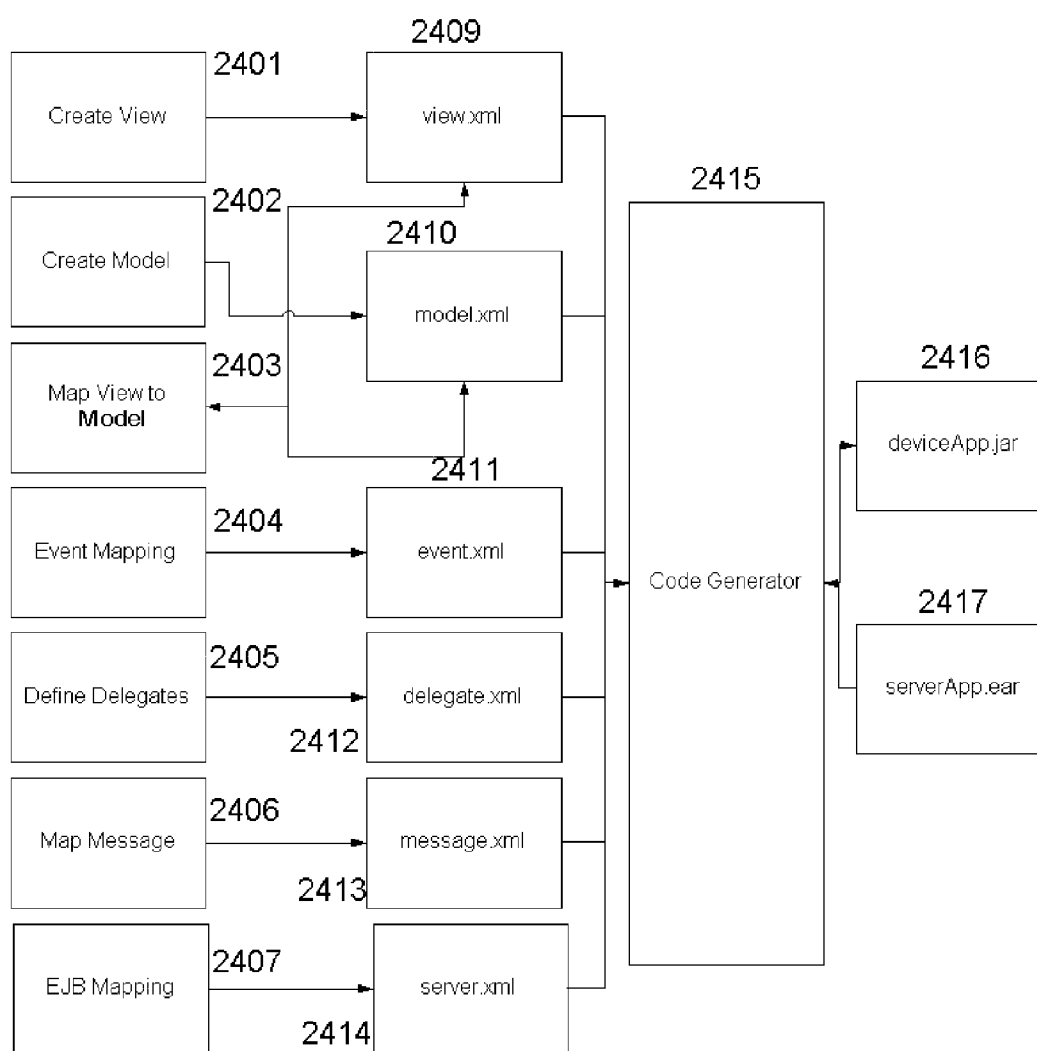 2409
2401
Create View
view.xml
2402
2415
2410
Create Model
model.xml
2403
2416
Map View to
Model
deviceApp.jar
2411
2404
Event Mapping
event.xml
Code Generator
2417
2405
Define Delegates
delegate.xml
serverApp.ear
2412
2406
Map Message
message.xml
2413
2407
EJB Mapping
server.xml
2414